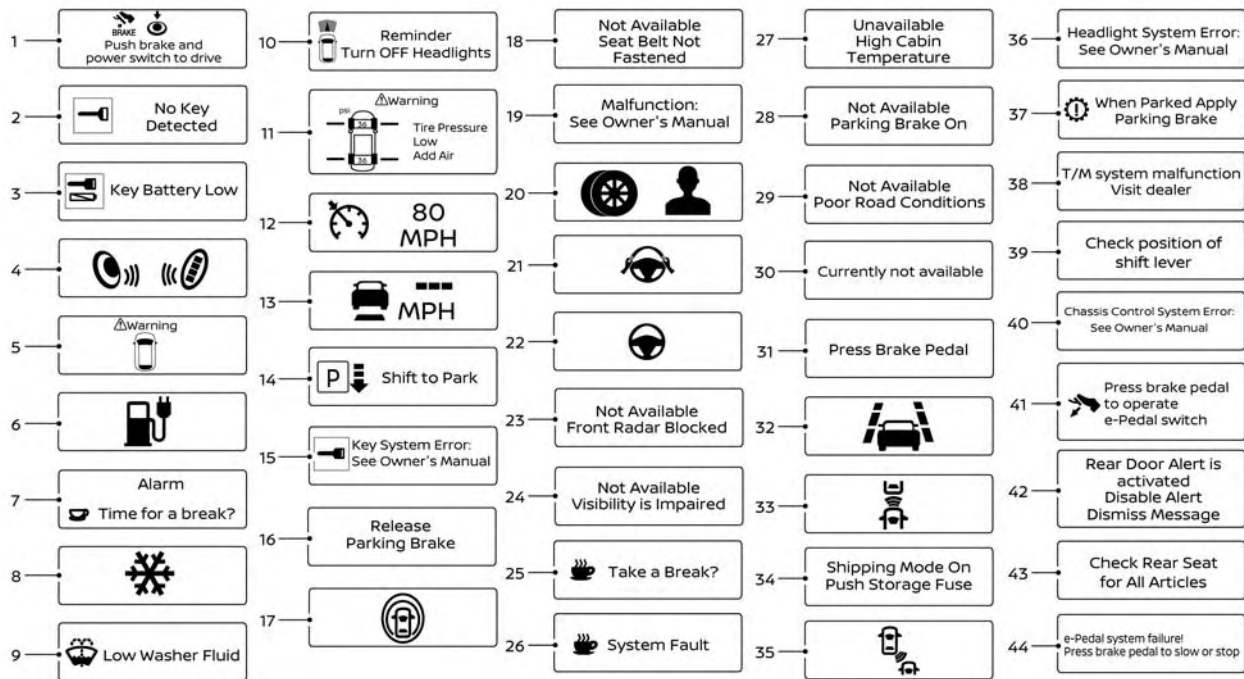 1
BRAKE
Push brake and
power switch to drive
2
No Key
Detected
3
Key Battery Low
4
5
Warning
6
7
Alarm
Time for a break?
8
9
Low Washer Fluid
10
Reminder
Turn OFF Headlights
11
Warning
psi
36
36
Tire Pressure
Low
Add Air
12
80
MPH
13
MPH
14
P
Shift to Park
15
Key System Error:
See Owner's Manual
16
Release
Parking Brake
17
18
Not Available
Seat Belt Not
Fastened
19
Malfunction:
See Owner's Manual
20
21
22
23
Not Available
Front Radar Blocked
24
Not Available
Visibility is Impaired
25
Take a Break?
26
System Fault
27
Unavailable
High Cabin
Temperature
28
Not Available
Parking Brake On
29
Not Available
Poor Road Conditions
30
Currently not available
31
Press Brake Pedal
32
33
34
Shipping Mode On
Push Storage Fuse
35
36
Headlight System Error:
See Owner's Manual
37
When Parked Apply
Parking Brake
38
T/M system malfunction
Visit dealer
39
Check position of
shift lever
40
Chassis Control System Error:
See Owner's Manual
41
Press brake pedal
to operate
e-Pedal switch
42
Rear Door Alert is
activated
Disable Alert
Dismiss Message
43
Check Rear Seat
for All Articles
44
e-Pedal system failure!
Press brake pedal to slow or stop